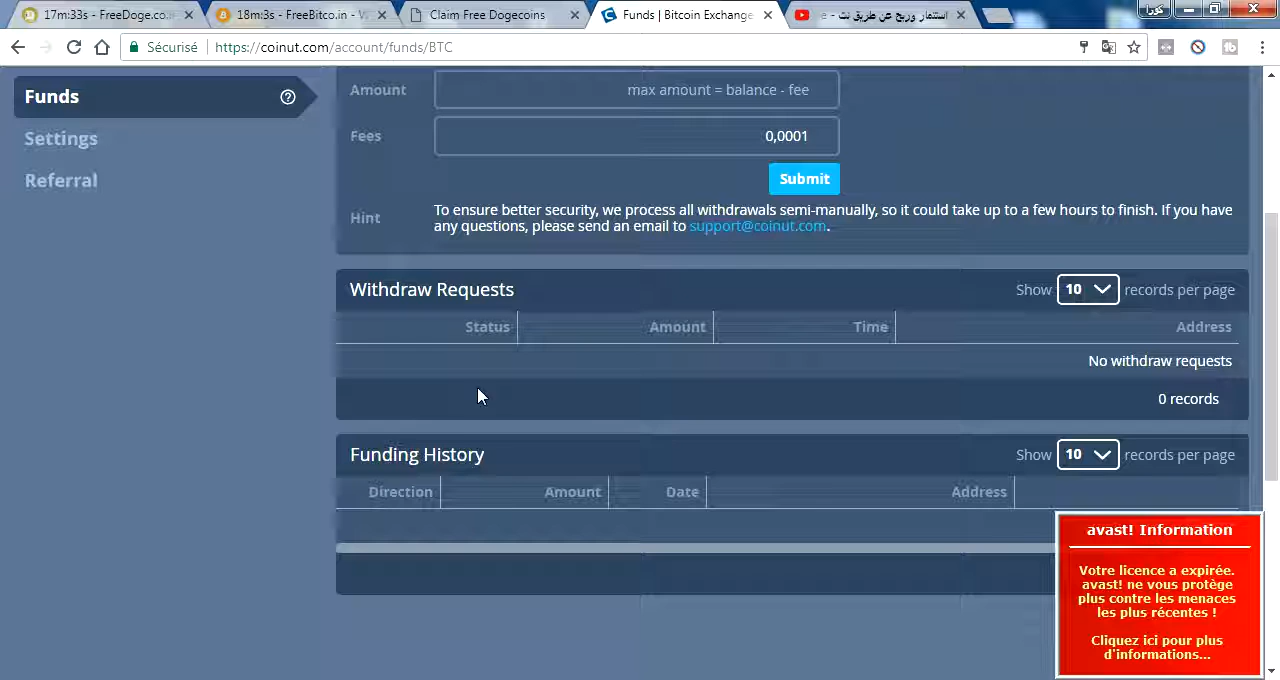 17m:33s - FreeDoge.co
18m:3s - FreeBitco.in - W
Claim Free Dogecoins
Funds | Bitcoin Exchange
استثمار وربح عن طريق نت - e
كورا
Sécurisé
https://coinut.com/account/funds/BTC
Funds
Settings
Referral
Amount
max amount = balance - fee
Fees
0,0001
Submit
Hint
To ensure better security, we process all withdrawals semi-manually, so it could take up to a few hours to finish. If you have
any questions, please send an email to support@coinut.com.
Withdraw Requests
Show 10 records per page
Status Amount Time Address
No withdraw requests
0 records
Funding History
Show 10 records per page
Direction Amount Date Address
avast! Information
Votre licence a expirée.
avast! ne vous protège
plus contre les menaces
les plus récentes !
Cliquez ici pour plus
d'informations...